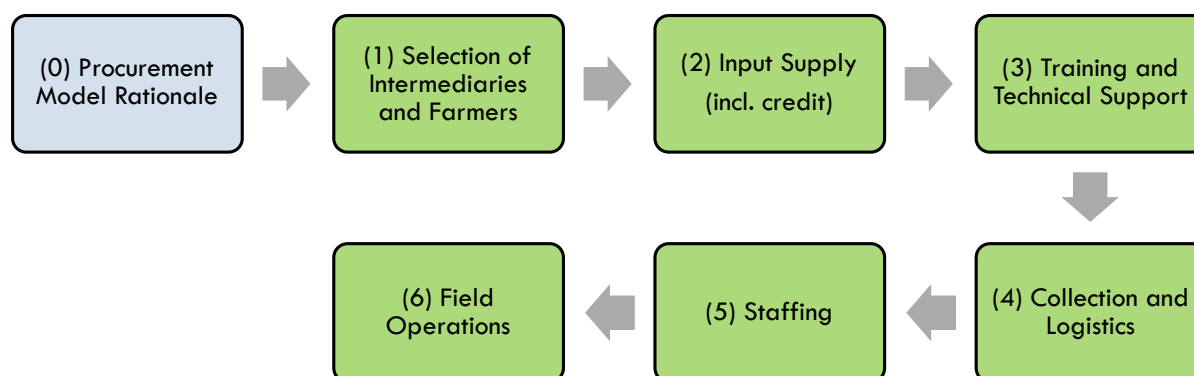 (0) Procurement
Model Rationale
(1) Selection of
Intermediaries
and Farmers
(2) Input Supply
(incl. credit)
(3) Training and
Technical Support
(4) Collection and
Logistics
(5) Staffing
(6) Field
Operations